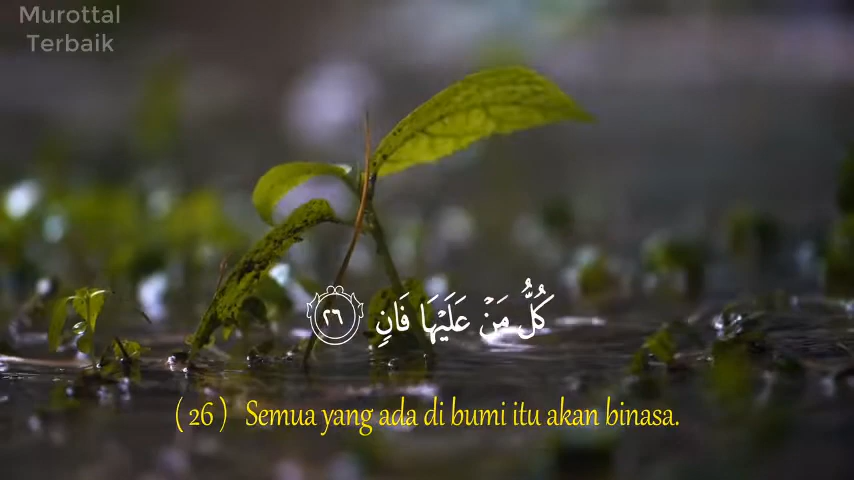 Murottal
Terbaik
كُلُّ مَنْ عَلَيْهَا فَانٍ ٢٦
( 26 ) Semua yang ada di bumi itu akan binasa.